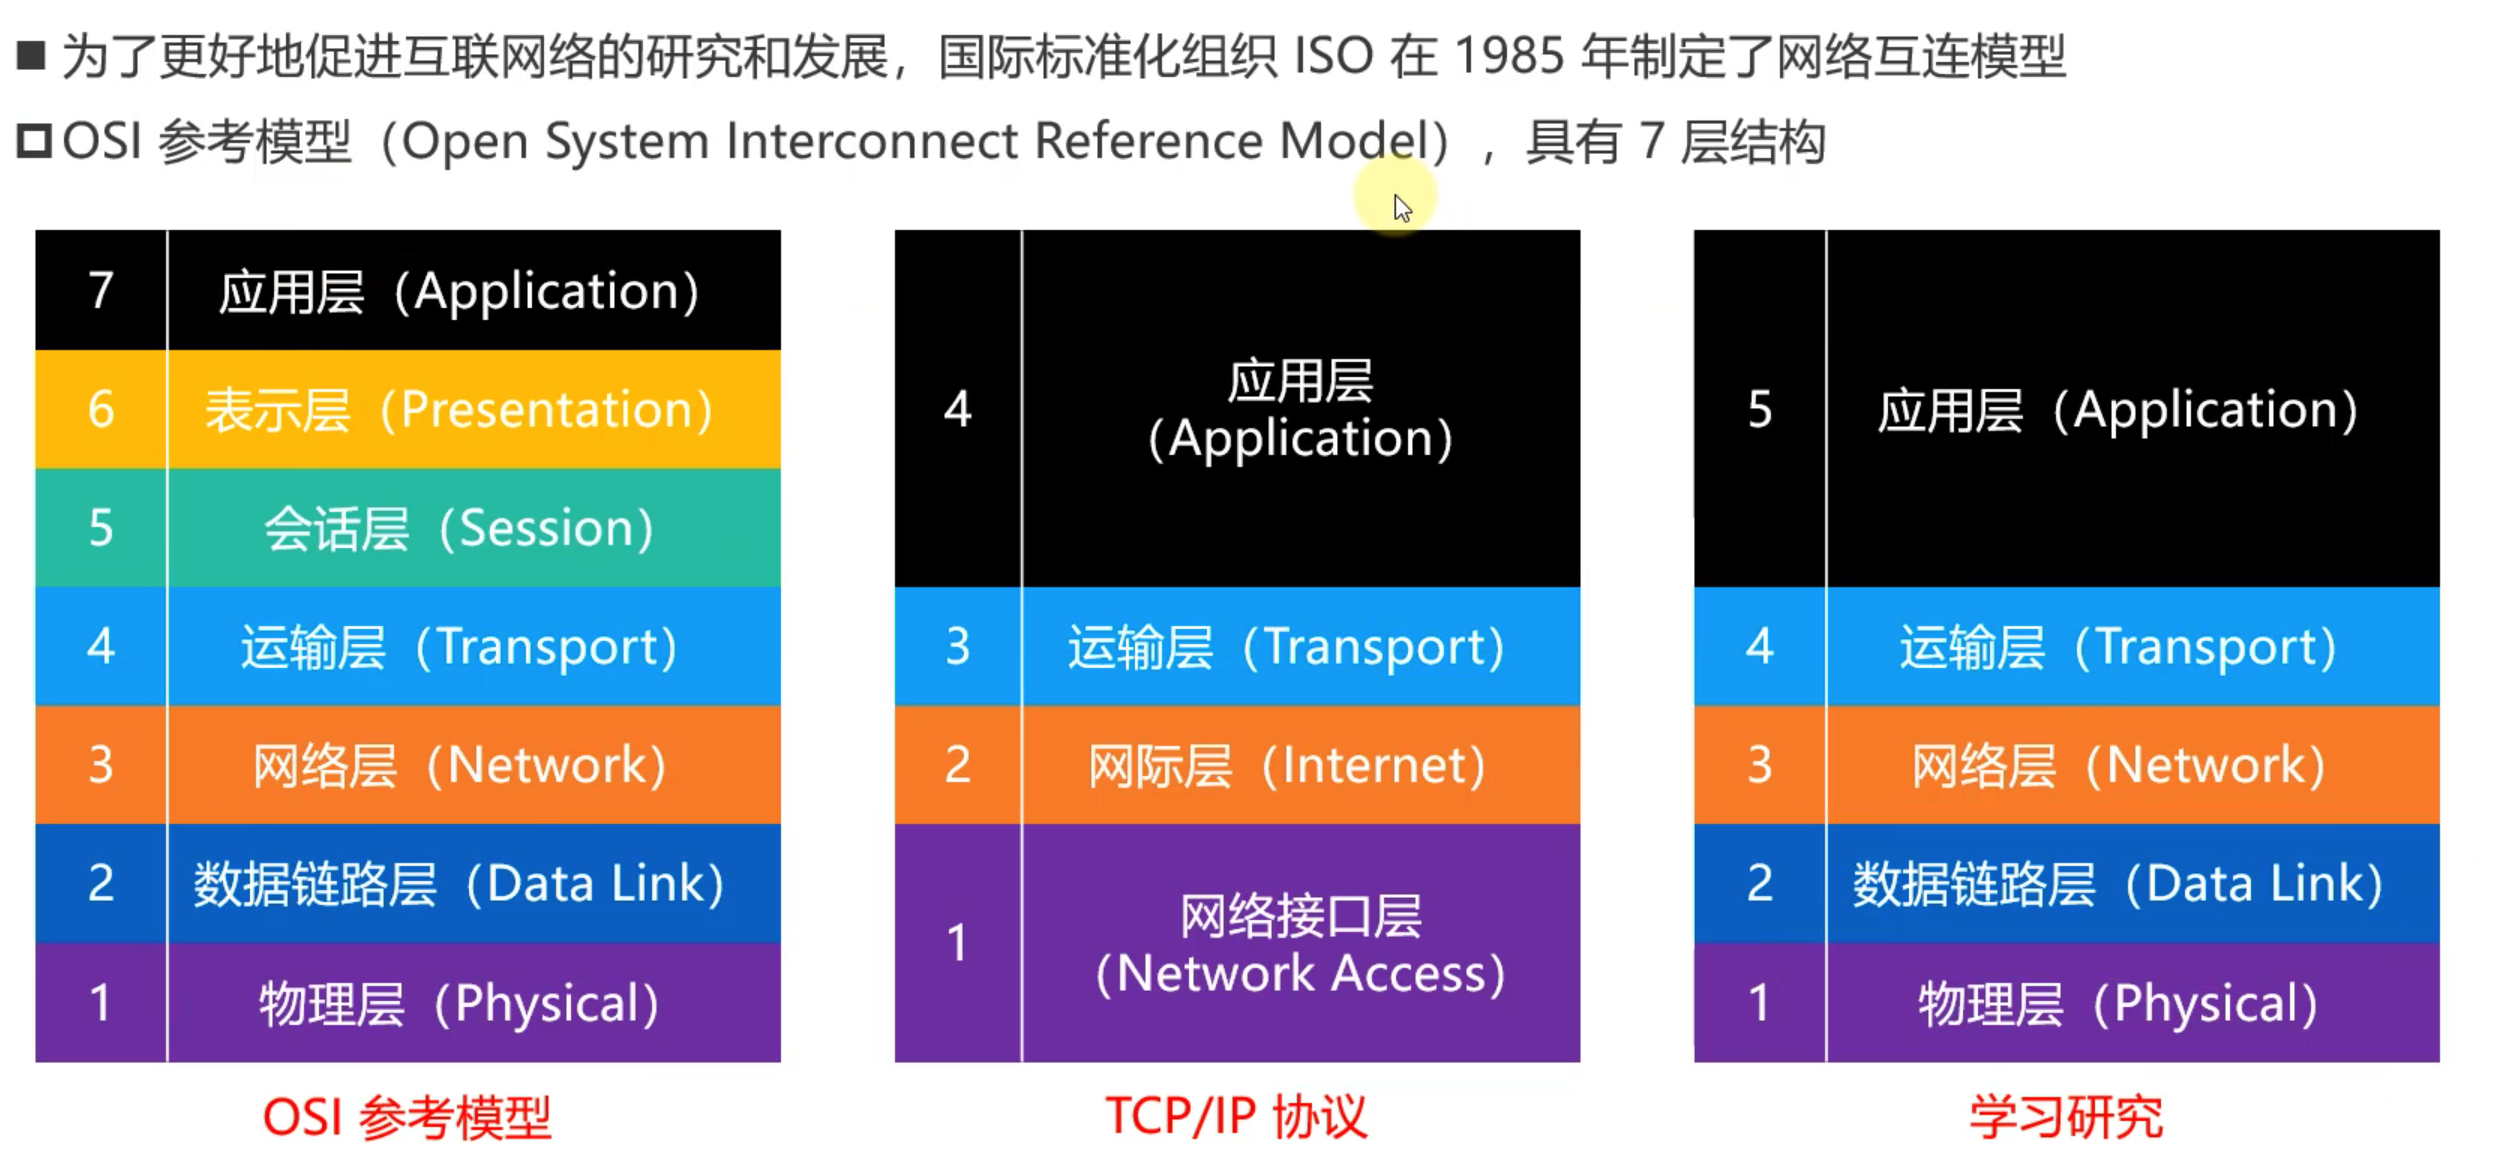 为了更好地促进互联网络的研究和发展，国际标准化组织 ISO 在 1985 年制定了网络互连模型
OSI 参考模型（Open System Interconnect Reference Model），具有 7 层结构
7 应用层（Application）
6 表示层（Presentation）
5 会话层（Session）
4 运输层（Transport）
3 网络层（Network）
2 数据链路层（Data Link）
1 物理层（Physical）
OSI 参考模型
4 应用层
（Application）
3 运输层（Transport）
2 网际层（Internet）
1 网络接口层
（Network Access）
TCP/IP 协议
5 应用层（Application）
4 运输层（Transport）
3 网络层（Network）
2 数据链路层（Data Link）
1 物理层（Physical）
学习研究